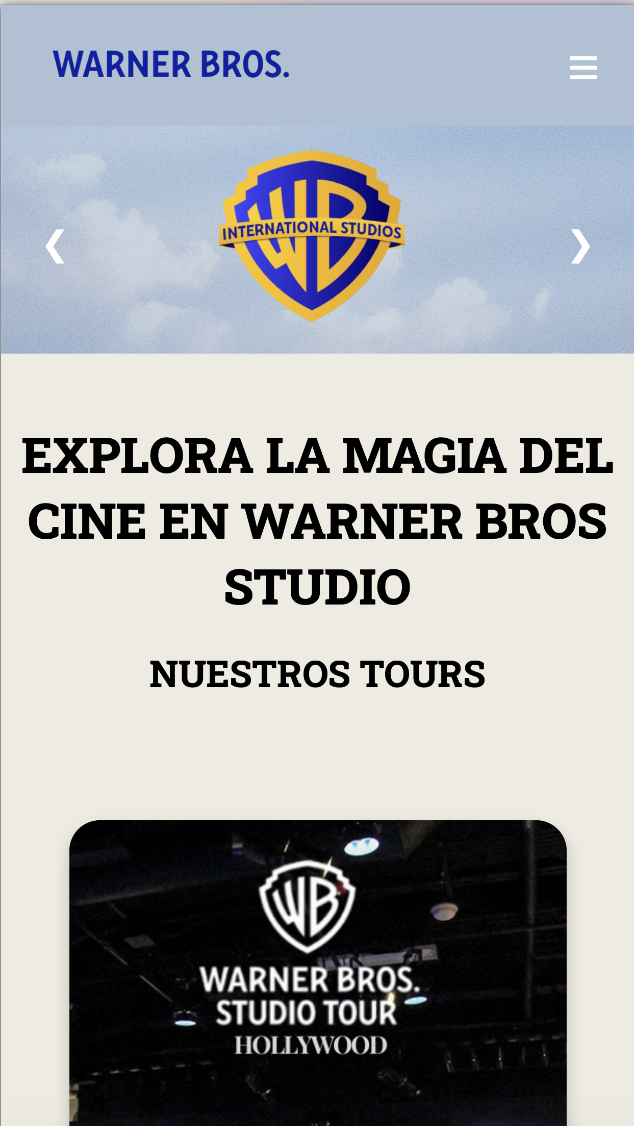 WARNER BROS.
INTERNATIONAL STUDIOS
WB
EXPLORA LA MAGIA DEL
CINE EN WARNER BROS
STUDIO
NUESTROS TOURS
WB
WARNER BROS.
STUDIO TOUR
HOLLYWOOD